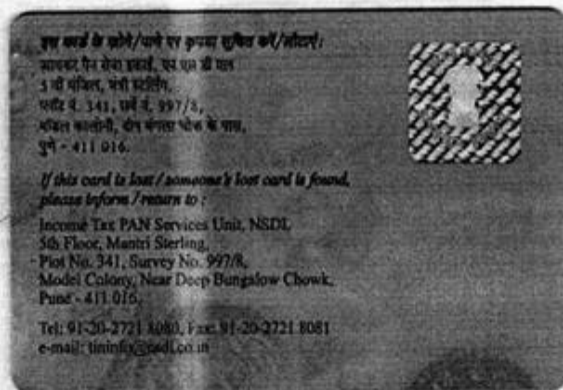 इस कार्ड के खोने/पाने पर कृपया सूचित करें/लौटाएं :
आयकर पैन सेवा इकाई, एन एस डी एल
5 वीं मंजिल, मंत्री स्टर्लिंग,
प्लॉट नं. 341, सर्वे नं. 997/8,
मॉडल कालोनी, दीप बंगला चौक के पास,
पुणे - 411 016.
If this card is lost / someone's lost card is found,
please inform / return to :
Income Tax PAN Services Unit, NSDL
5th Floor, Mantri Sterling,
Plot No. 341, Survey No. 997/8,
Model Colony, Near Deep Bungalow Chowk,
Pune - 411 016.
Tel: 91-20-2721 8080, Fax: 91-20-2721 8081
e-mail: tininfo@nsdl.co.in